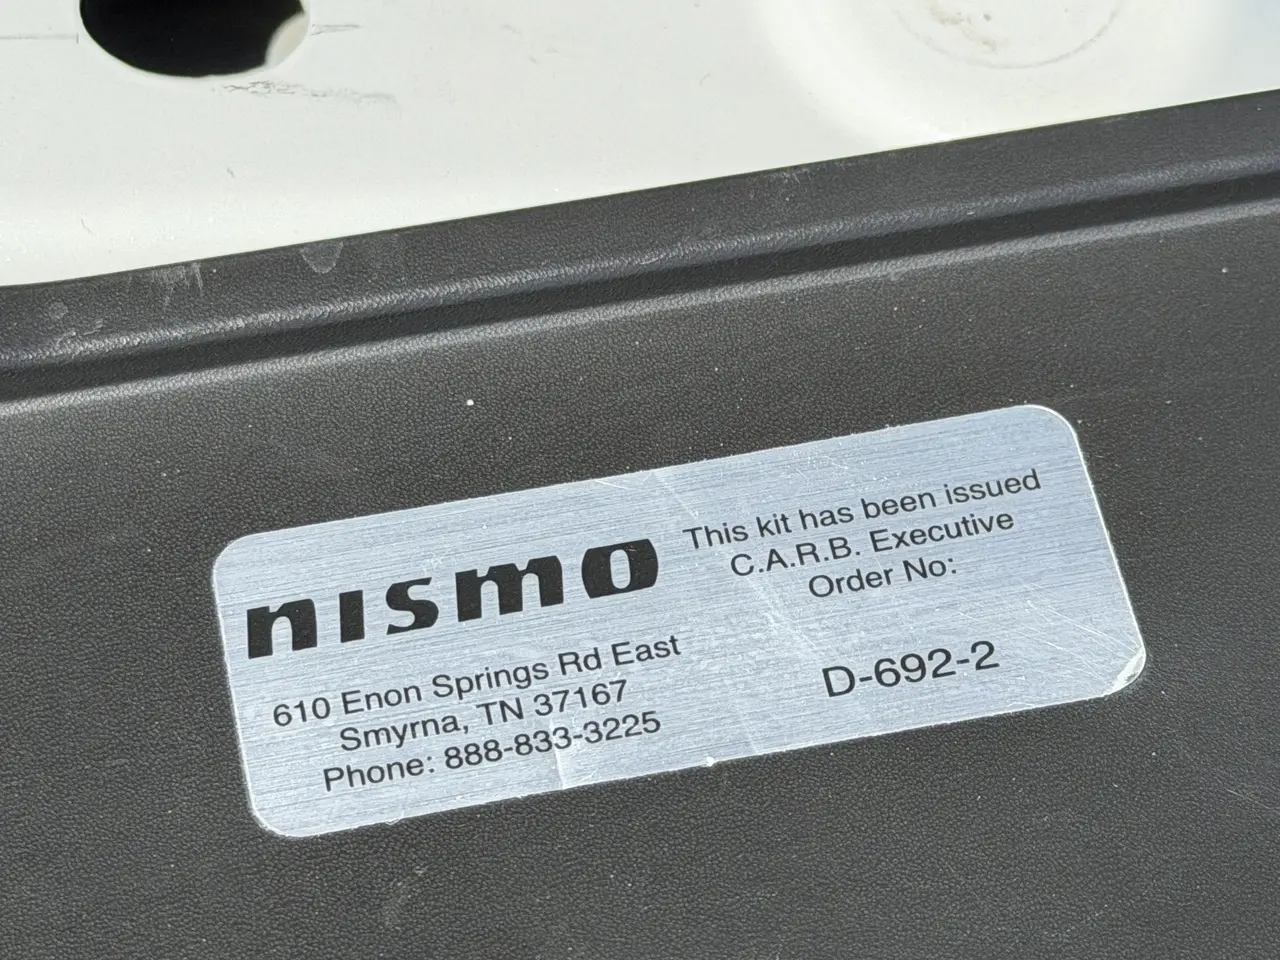 nismo
610 Enon Springs Rd East
Smyrna, TN 37167
Phone: 888-833-3225
This kit has been issued
C.A.R.B. Executive
Order No:
D-692-2